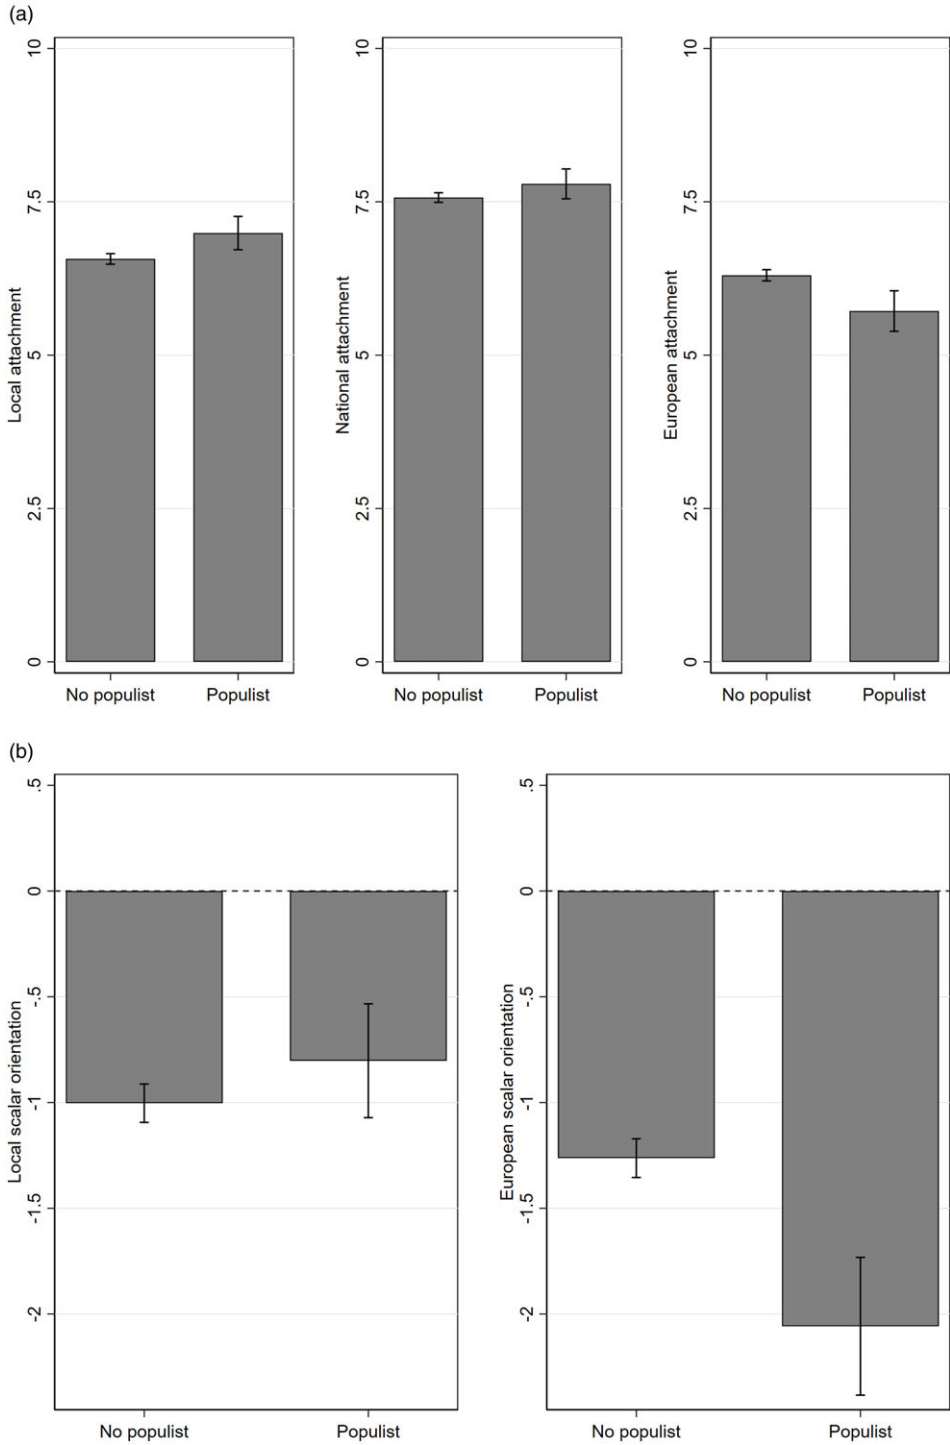 (a)
Local attachment
10
7.5
5
2.5
0
No populist Populist
National attachment
10
7.5
5
2.5
0
No populist Populist
European attachment
10
7.5
5
2.5
0
No populist Populist
(b)
Local scalar orientation
.5
0
-.5
-1
-1.5
-2
No populist Populist
European scalar orientation
.5
0
-.5
-1
-1.5
-2
No populist Populist